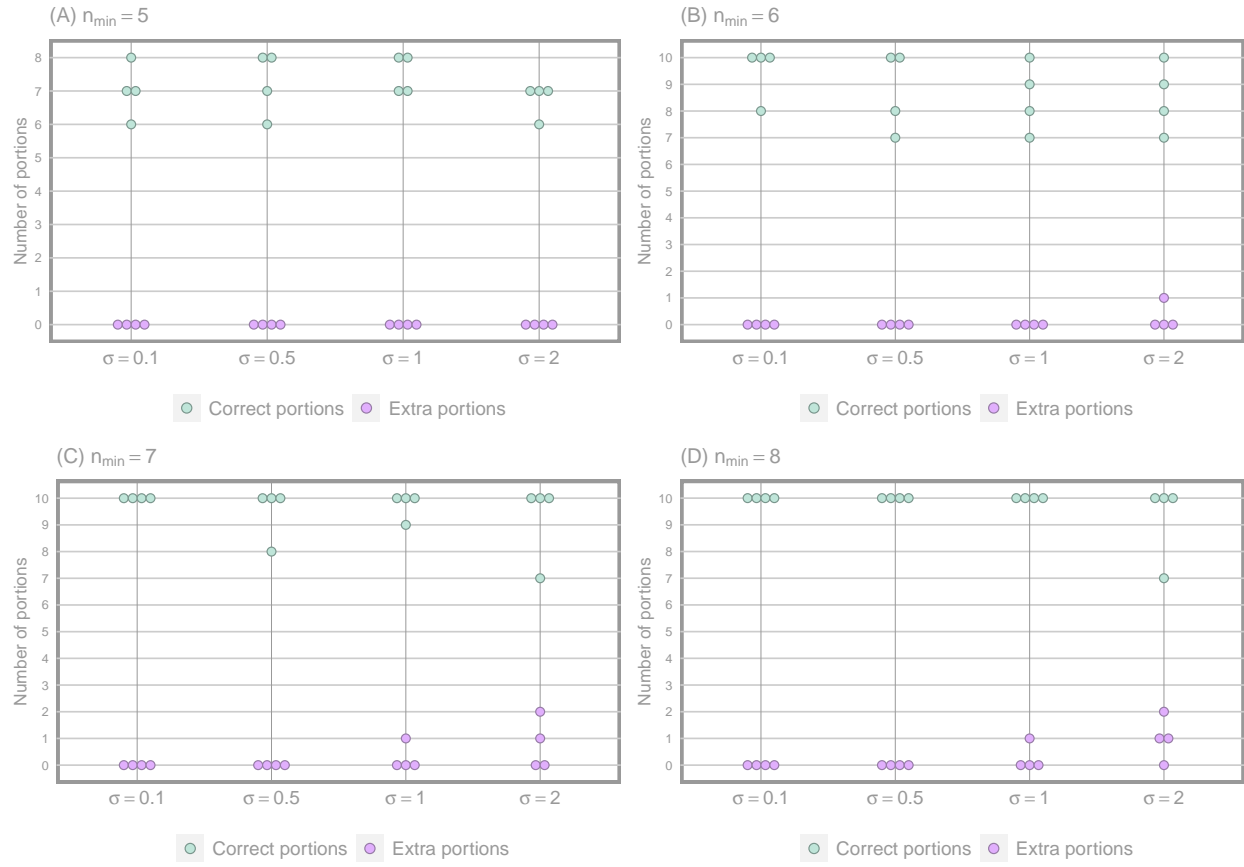 (A) nmin = 5
Number of portions
8
7
6
5
4
3
2
1
0
σ = 0.1 σ = 0.5 σ = 1 σ = 2
Correct portions Extra portions
(B) nmin = 6
Number of portions
10
9
8
7
6
5
4
3
2
1
0
σ = 0.1 σ = 0.5 σ = 1 σ = 2
Correct portions Extra portions
(C) nmin = 7
Number of portions
10
9
8
7
6
5
4
3
2
1
0
σ = 0.1 σ = 0.5 σ = 1 σ = 2
Correct portions Extra portions
(D) nmin = 8
Number of portions
10
9
8
7
6
5
4
3
2
1
0
σ = 0.1 σ = 0.5 σ = 1 σ = 2
Correct portions Extra portions